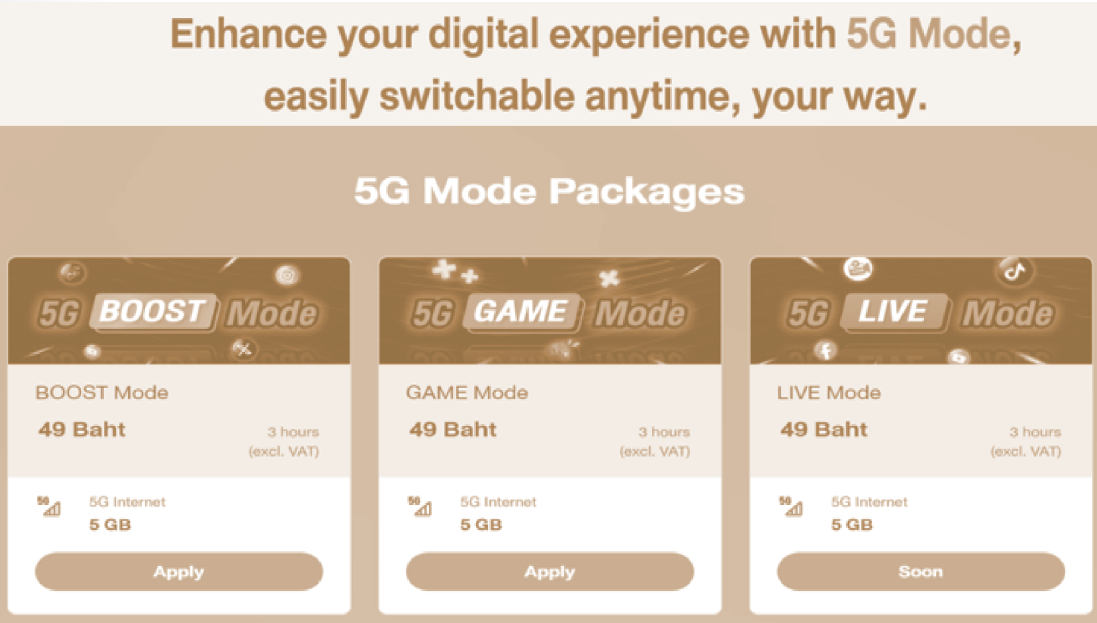 Enhance your digital experience with 5G Mode,
easily switchable anytime, your way.
5G Mode Packages
5G BOOST Mode
BOOST Mode
49 Baht
3 hours
(excl. VAT)
5G
5G Internet
5 GB
Apply
5G GAME Mode
GAME Mode
49 Baht
3 hours
(excl. VAT)
5G
5G Internet
5 GB
Apply
5G LIVE Mode
LIVE Mode
49 Baht
3 hours
(excl. VAT)
5G
5G Internet
5 GB
Soon